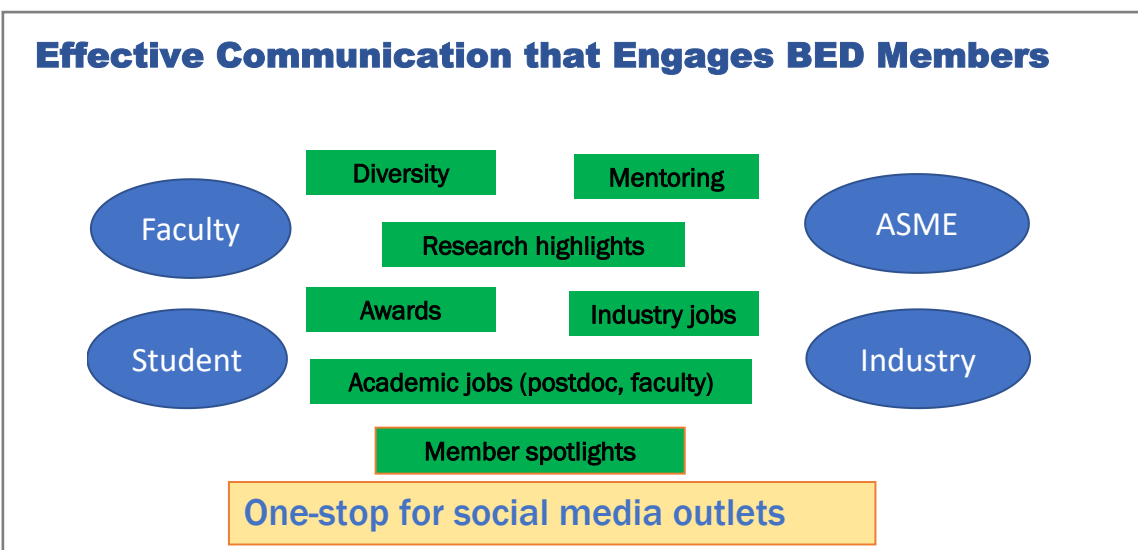 Effective Communication that Engages BED Members
Diversity
Mentoring
Faculty
ASME
Research highlights
Awards
Industry jobs
Student
Industry
Academic jobs (postdoc, faculty)
Member spotlights
One-stop for social media outlets